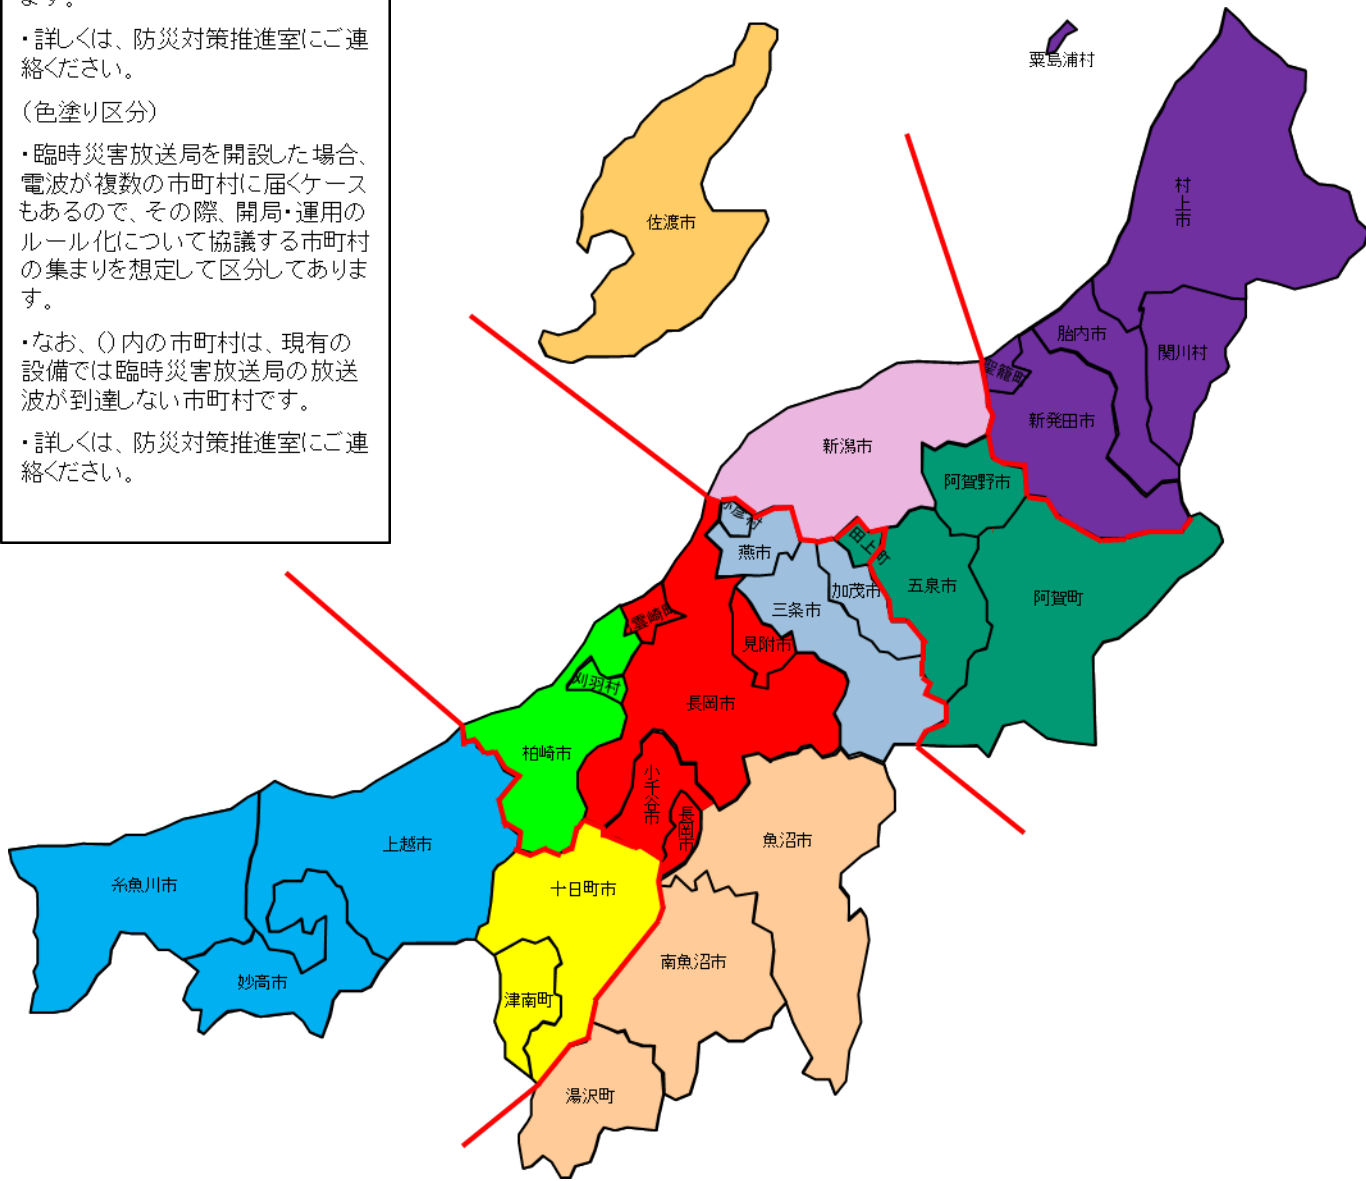 ます。
・詳しくは、防災対策推進室にご連
絡ください。
（色塗り区分）
・臨時災害放送局を開設した場合、
電波が複数の市町村に届くケース
もあるので、その際、開局・運用の
ルール化について協議する市町村
の集まりを想定して区分してありま
す。
・なお、（）内の市町村は、現有の
設備では臨時災害放送局の放送
波が到達しない市町村です。
・詳しくは、防災対策推進室にご連
絡ください。
粟島浦村
村上市
佐渡市
胎内市
関川村
聖籠町
新発田市
新潟市
阿賀野市
弥彦村
燕市
田上町
加茂市
五泉市
阿賀町
三条市
雲崎町
見附市
刈羽村
長岡市
柏崎市
小千谷市
長岡市
魚沼市
上越市
糸魚川市
十日町市
南魚沼市
妙高市
津南町
湯沢町